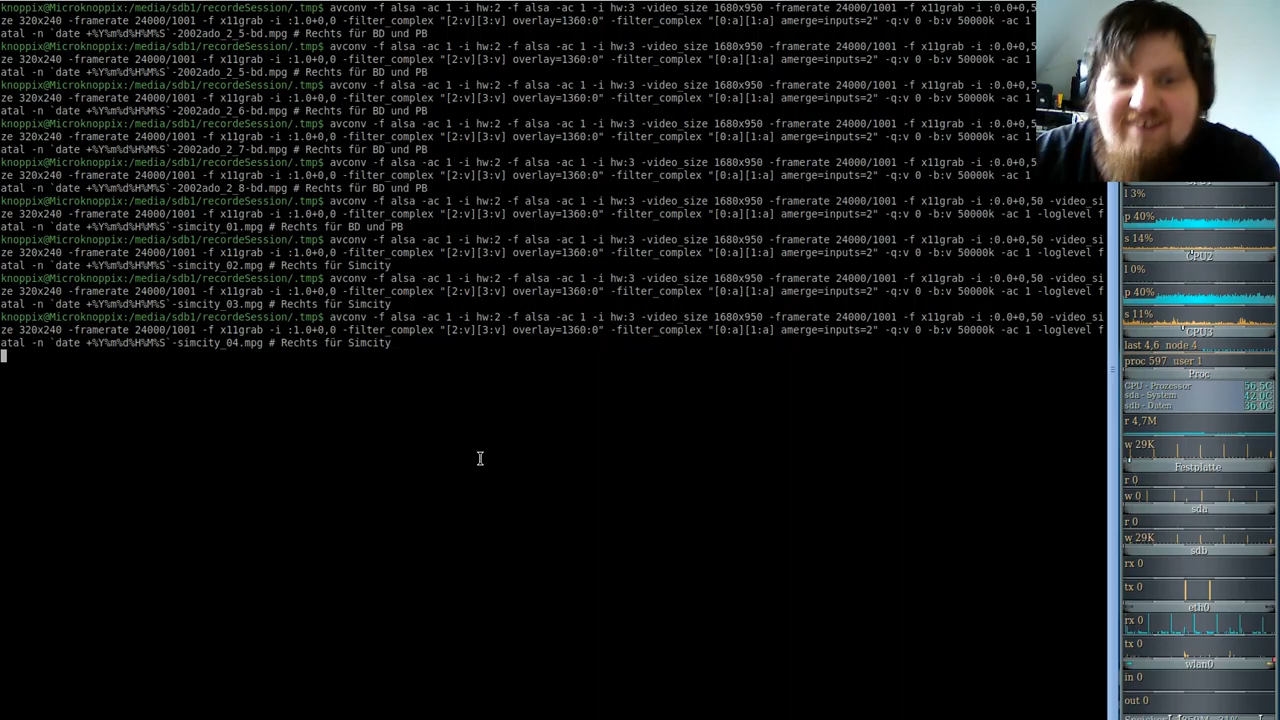 knoppix@Microknoppix:/media/sdb1/recordeSession/.tmp$ avconv -f alsa -ac 1 -i hw:2 -f alsa -ac 1 -i hw:3 -video_size 1680x950 -framerate 24000/1001 -f x11grab -i :0.0+0,5
ze 320x240 -framerate 24000/1001 -f x11grab -i :1.0+0,0 -filter_complex "[2:v][3:v] overlay=1360:0" -filter_complex "[0:a][1:a] amerge=inputs=2" -q:v 0 -b:v 50000k -ac 1
atal -n `date +%Y%m%d%H%M%S`-2002ado_2_5-bd.mpg # Rechts für BD und PB
knoppix@Microknoppix:/media/sdb1/recordeSession/.tmp$ avconv -f alsa -ac 1 -i hw:2 -f alsa -ac 1 -i hw:3 -video_size 1680x950 -framerate 24000/1001 -f x11grab -i :0.0+0,5
ze 320x240 -framerate 24000/1001 -f x11grab -i :1.0+0,0 -filter_complex "[2:v][3:v] overlay=1360:0" -filter_complex "[0:a][1:a] amerge=inputs=2" -q:v 0 -b:v 50000k -ac 1
atal -n `date +%Y%m%d%H%M%S`-2002ado_2_5-bd.mpg # Rechts für BD und PB
knoppix@Microknoppix:/media/sdb1/recordeSession/.tmp$ avconv -f alsa -ac 1 -i hw:2 -f alsa -ac 1 -i hw:3 -video_size 1680x950 -framerate 24000/1001 -f x11grab -i :0.0+0,5
ze 320x240 -framerate 24000/1001 -f x11grab -i :1.0+0,0 -filter_complex "[2:v][3:v] overlay=1360:0" -filter_complex "[0:a][1:a] amerge=inputs=2" -q:v 0 -b:v 50000k -ac 1
atal -n `date +%Y%m%d%H%M%S`-2002ado_2_6-bd.mpg # Rechts für BD und PB
knoppix@Microknoppix:/media/sdb1/recordeSession/.tmp$ avconv -f alsa -ac 1 -i hw:2 -f alsa -ac 1 -i hw:3 -video_size 1680x950 -framerate 24000/1001 -f x11grab -i :0.0+0,5
ze 320x240 -framerate 24000/1001 -f x11grab -i :1.0+0,0 -filter_complex "[2:v][3:v] overlay=1360:0" -filter_complex "[0:a][1:a] amerge=inputs=2" -q:v 0 -b:v 50000k -ac 1
atal -n `date +%Y%m%d%H%M%S`-2002ado_2_7-bd.mpg # Rechts für BD und PB
knoppix@Microknoppix:/media/sdb1/recordeSession/.tmp$ avconv -f alsa -ac 1 -i hw:2 -f alsa -ac 1 -i hw:3 -video_size 1680x950 -framerate 24000/1001 -f x11grab -i :0.0+0,5
ze 320x240 -framerate 24000/1001 -f x11grab -i :1.0+0,0 -filter_complex "[2:v][3:v] overlay=1360:0" -filter_complex "[0:a][1:a] amerge=inputs=2" -q:v 0 -b:v 50000k -ac 1
atal -n `date +%Y%m%d%H%M%S`-2002ado_2_8-bd.mpg # Rechts für BD und PB
knoppix@Microknoppix:/media/sdb1/recordeSession/.tmp$ avconv -f alsa -ac 1 -i hw:2 -f alsa -ac 1 -i hw:3 -video_size 1680x950 -framerate 24000/1001 -f x11grab -i :0.0+0,50 -video_si
ze 320x240 -framerate 24000/1001 -f x11grab -i :1.0+0,0 -filter_complex "[2:v][3:v] overlay=1360:0" -filter_complex "[0:a][1:a] amerge=inputs=2" -q:v 0 -b:v 50000k -ac 1 -loglevel f
atal -n `date +%Y%m%d%H%M%S`-simcity_01.mpg # Rechts für BD und PB
knoppix@Microknoppix:/media/sdb1/recordeSession/.tmp$ avconv -f alsa -ac 1 -i hw:2 -f alsa -ac 1 -i hw:3 -video_size 1680x950 -framerate 24000/1001 -f x11grab -i :0.0+0,50 -video_si
ze 320x240 -framerate 24000/1001 -f x11grab -i :1.0+0,0 -filter_complex "[2:v][3:v] overlay=1360:0" -filter_complex "[0:a][1:a] amerge=inputs=2" -q:v 0 -b:v 50000k -ac 1 -loglevel f
atal -n `date +%Y%m%d%H%M%S`-simcity_02.mpg # Rechts für Simcity
knoppix@Microknoppix:/media/sdb1/recordeSession/.tmp$ avconv -f alsa -ac 1 -i hw:2 -f alsa -ac 1 -i hw:3 -video_size 1680x950 -framerate 24000/1001 -f x11grab -i :0.0+0,50 -video_si
ze 320x240 -framerate 24000/1001 -f x11grab -i :1.0+0,0 -filter_complex "[2:v][3:v] overlay=1360:0" -filter_complex "[0:a][1:a] amerge=inputs=2" -q:v 0 -b:v 50000k -ac 1 -loglevel f
atal -n `date +%Y%m%d%H%M%S`-simcity_03.mpg # Rechts für Simcity
knoppix@Microknoppix:/media/sdb1/recordeSession/.tmp$ avconv -f alsa -ac 1 -i hw:2 -f alsa -ac 1 -i hw:3 -video_size 1680x950 -framerate 24000/1001 -f x11grab -i :0.0+0,50 -video_si
ze 320x240 -framerate 24000/1001 -f x11grab -i :1.0+0,0 -filter_complex "[2:v][3:v] overlay=1360:0" -filter_complex "[0:a][1:a] amerge=inputs=2" -q:v 0 -b:v 50000k -ac 1 -loglevel f
atal -n `date +%Y%m%d%H%M%S`-simcity_04.mpg # Rechts für Simcity
l 3%
p 40%
s 14%
CPU2
l 0%
p 40%
s 11%
CPU3
last 4,6 node 4
proc 597 user 1
Proc
CPU - Prozessor 56,5C
sda - System 42,0C
sdb - Daten 36,0C
r 4,7M
w 29K
Festplatte
r 0
w 0
sda
r 0
w 29K
sdb
rx 0
tx 0
eth0
rx 0
tx 0
wlan0
in 0
out 0